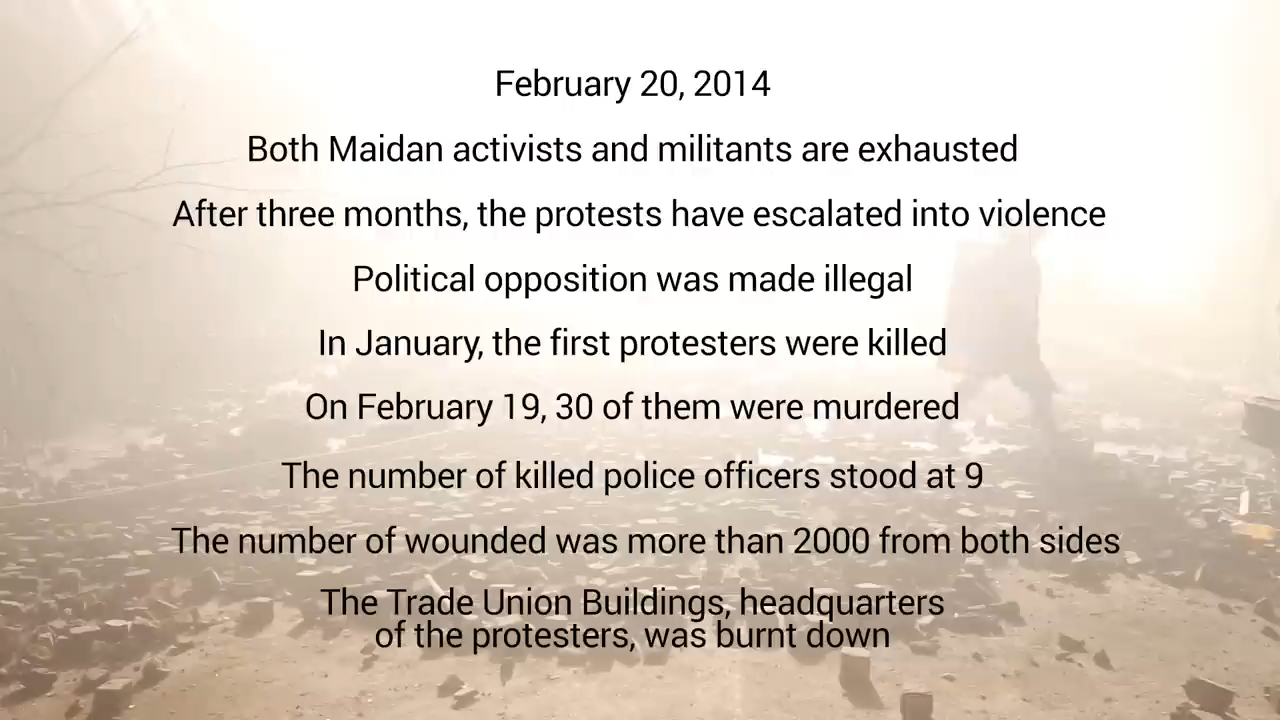 February 20, 2014
Both Maidan activists and militants are exhausted
After three months, the protests have escalated into violence
Political opposition was made illegal
In January, the first protesters were killed
On February 19, 30 of them were murdered
The number of killed police officers stood at 9
The number of wounded was more than 2000 from both sides
The Trade Union Buildings, headquarters
of the protesters, was burnt down